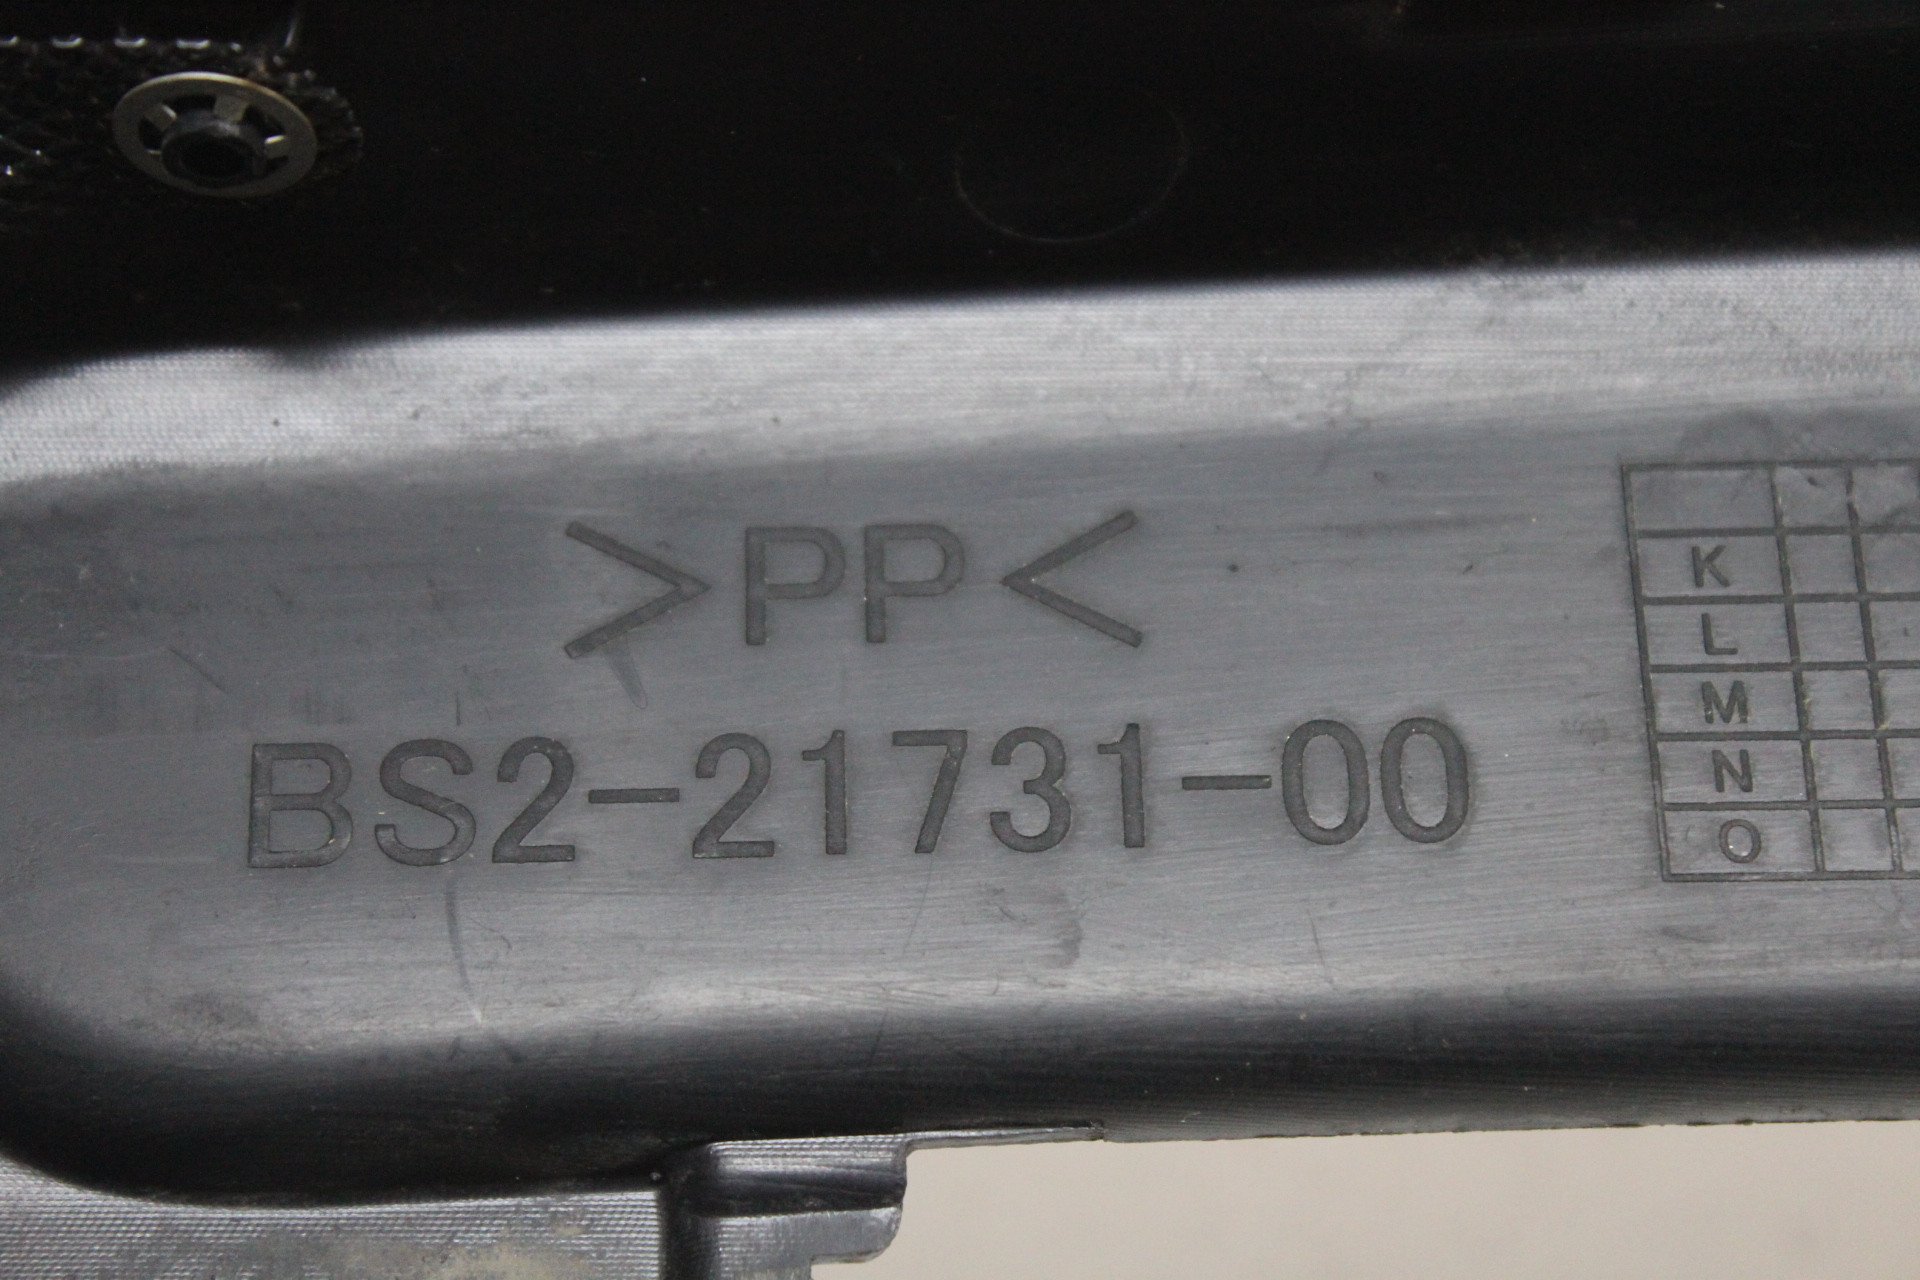 >PP<
BS2-21731-00
K
L
M
N
O